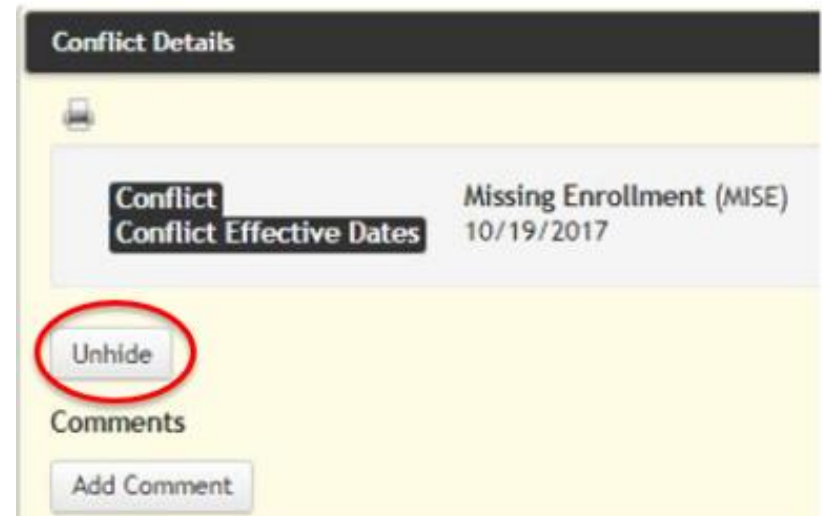 Conflict Details
Conflict Missing Enrollment (MISE)
Conflict Effective Dates 10/19/2017
Unhide
Comments
Add Comment